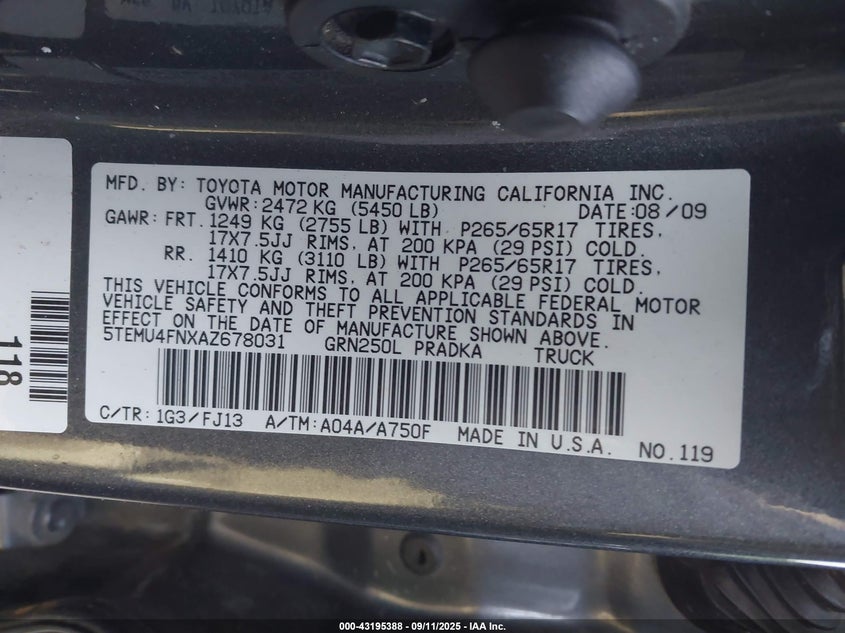 MFD. BY: TOYOTA MOTOR MANUFACTURING CALIFORNIA INC.
GVWR: 2472 KG (5450 LB) DATE: 08/09
GAWR: FRT. 1249 KG (2755 LB) WITH P265/65R17 TIRES,
17X7.5JJ RIMS, AT 200 KPA (29 PSI) COLD.
RR. 1410 KG (3110 LB) WITH P265/65R17 TIRES,
17X7.5JJ RIMS, AT 200 KPA (29 PSI) COLD.
THIS VEHICLE CONFORMS TO ALL APPLICABLE FEDERAL MOTOR
VEHICLE SAFETY AND THEFT PREVENTION STANDARDS IN
EFFECT ON THE DATE OF MANUFACTURE SHOWN ABOVE.
5TEMU4FNXAZ678031 GRN250L PRADKA TRUCK
C/TR: 1G3/FJ13 A/TM: A04A/A750F MADE IN U.S.A. NO. 119
118
000-43195388 - 09/11/2025 - IAA Inc.